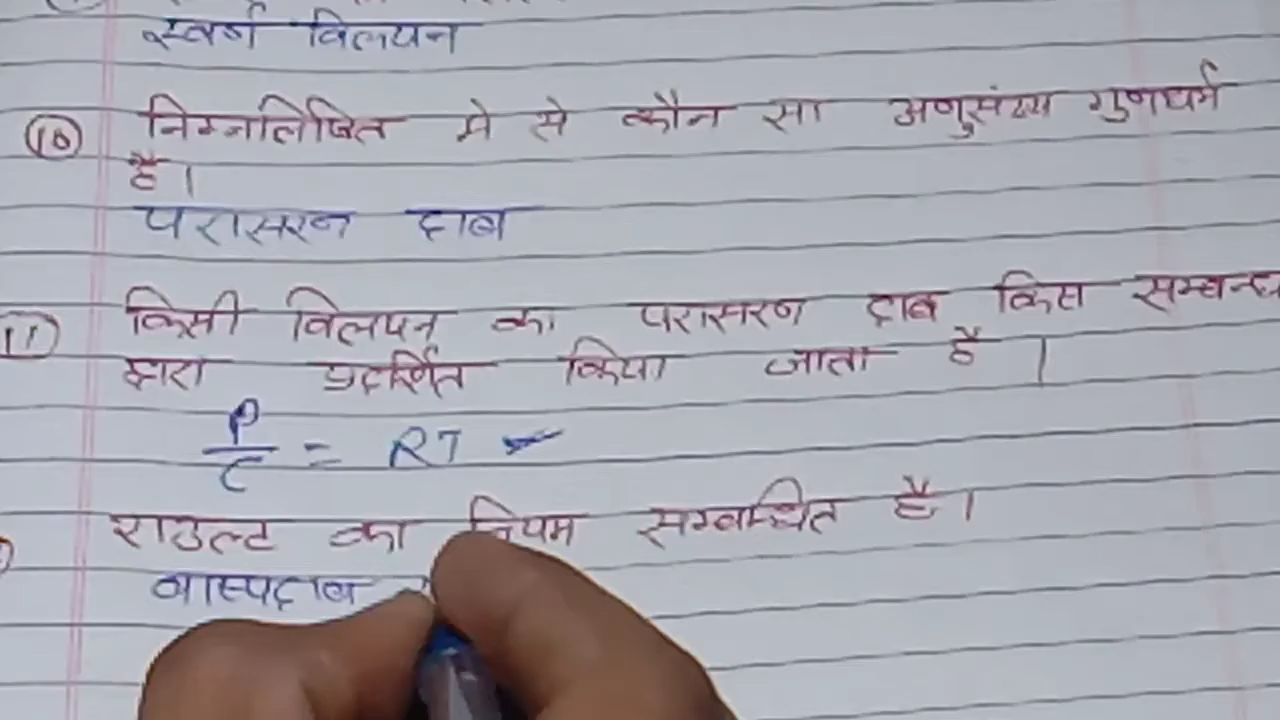 स्वर्ण विलयन
(10) निम्नलिखित मे से कौन सा अणुसंख्य गुणधर्म
है।
परासरन दाब
11) किसी विलयन का परासरण दाब किस सम्बन्ध
द्वारा प्रदर्शित किया जाता है।
P/C = RT
राउल्ट का नियम सम्बन्धित है।
वास्पदाब